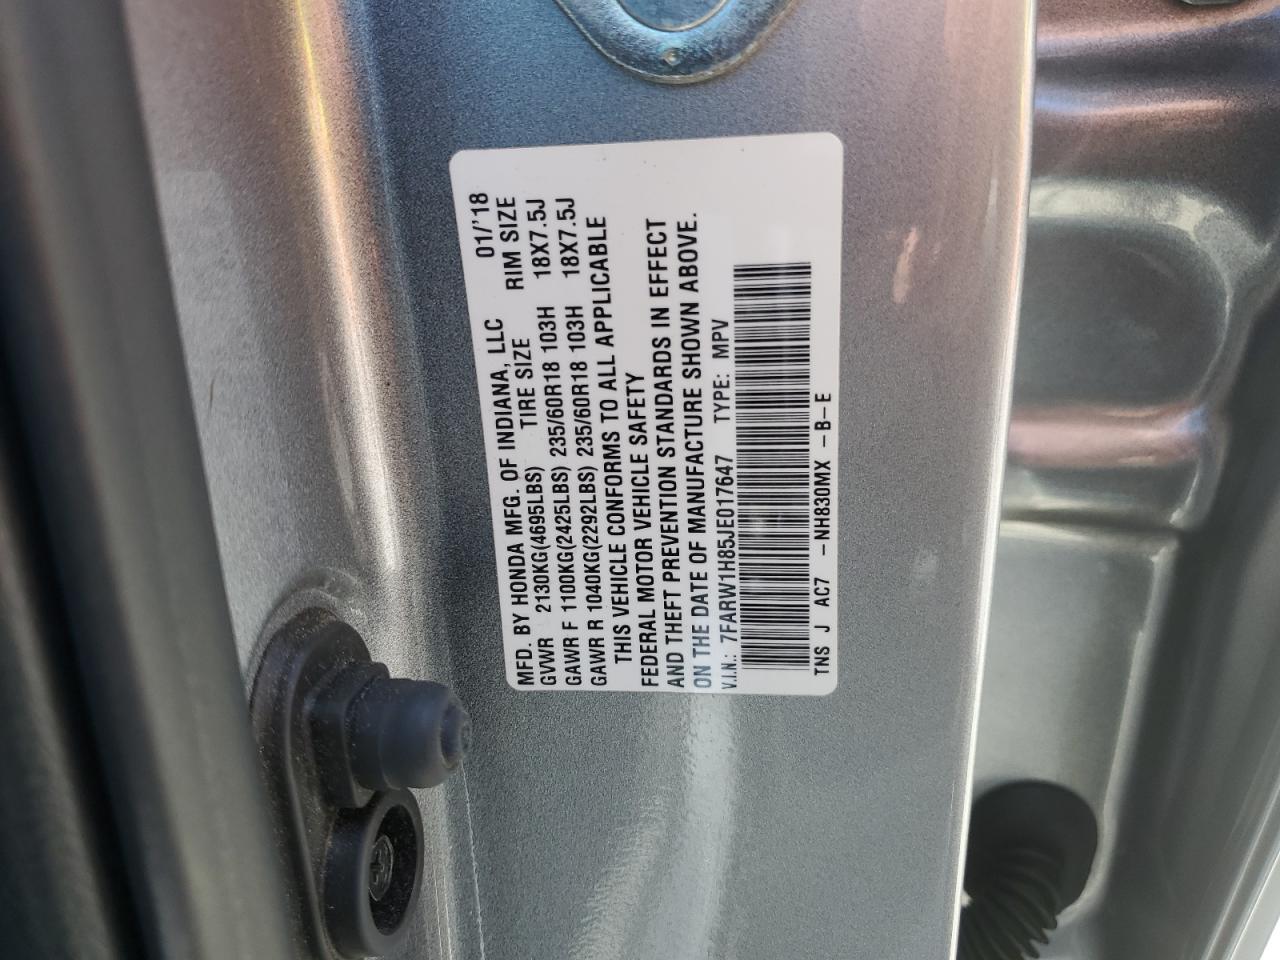 MFD. BY HONDA MFG. OF INDIANA, LLC 01/'18
GVWR 2130KG(4695LBS) TIRE SIZE RIM SIZE
GAWR F 1100KG(2425LBS) 235/60R18 103H 18X7.5J
GAWR R 1040KG(2292LBS) 235/60R18 103H 18X7.5J
THIS VEHICLE CONFORMS TO ALL APPLICABLE
FEDERAL MOTOR VEHICLE SAFETY
AND THEFT PREVENTION STANDARDS IN EFFECT
ON THE DATE OF MANUFACTURE SHOWN ABOVE.
V.I.N.: 7FARW1H85JE017647 TYPE: MPV
TNS J AC7 -NH830MX -B-E